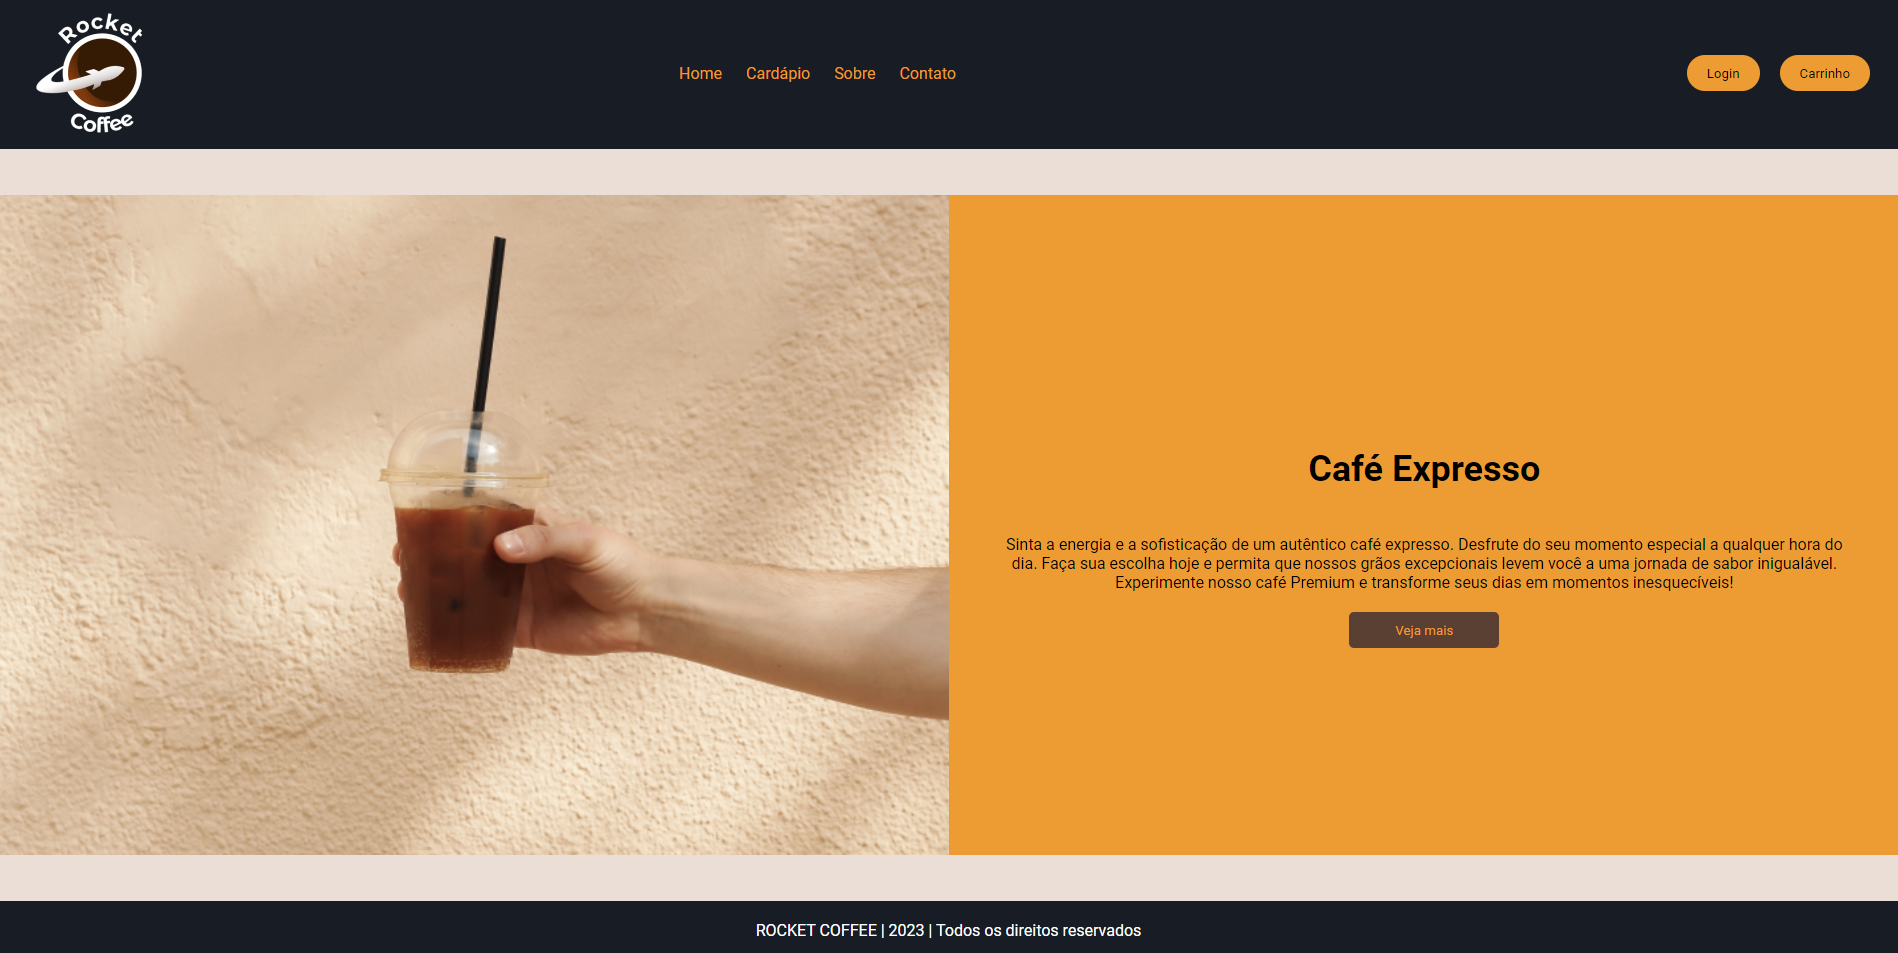 Rocket
Coffee
Home Cardápio Sobre Contato
Login Carrinho
Café Expresso
Sinta a energia e a sofisticação de um autêntico café expresso. Desfrute do seu momento especial a qualquer hora do
dia. Faça sua escolha hoje e permita que nossos grãos excepcionais levem você a uma jornada de sabor inigualável.
Experimente nosso café Premium e transforme seus dias em momentos inesquecíveis!
Veja mais
ROCKET COFFEE | 2023 | Todos os direitos reservados